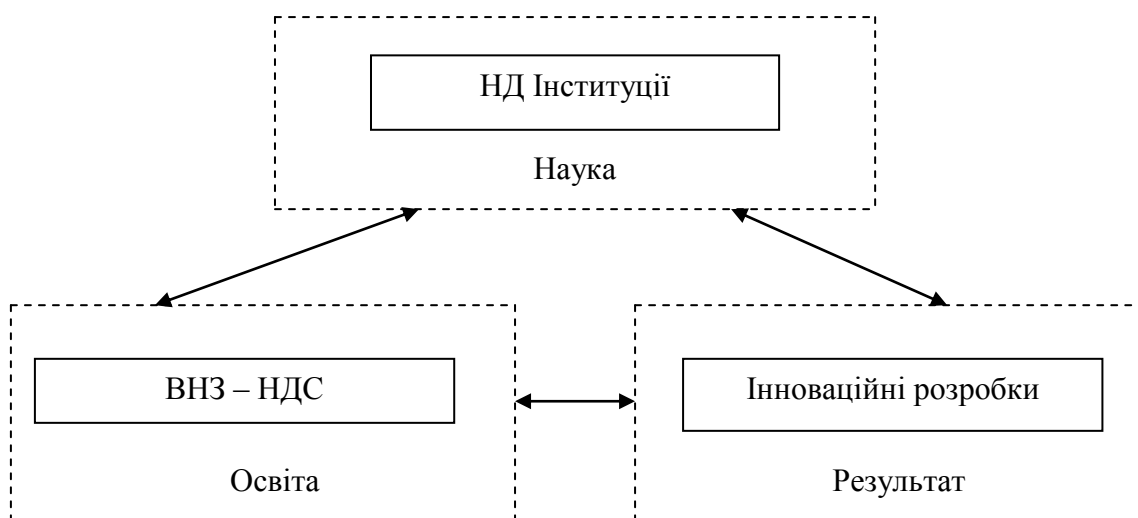 НД Інституції
Наука
ВНЗ – НДС
Освіта
Інноваційні розробки
Результат